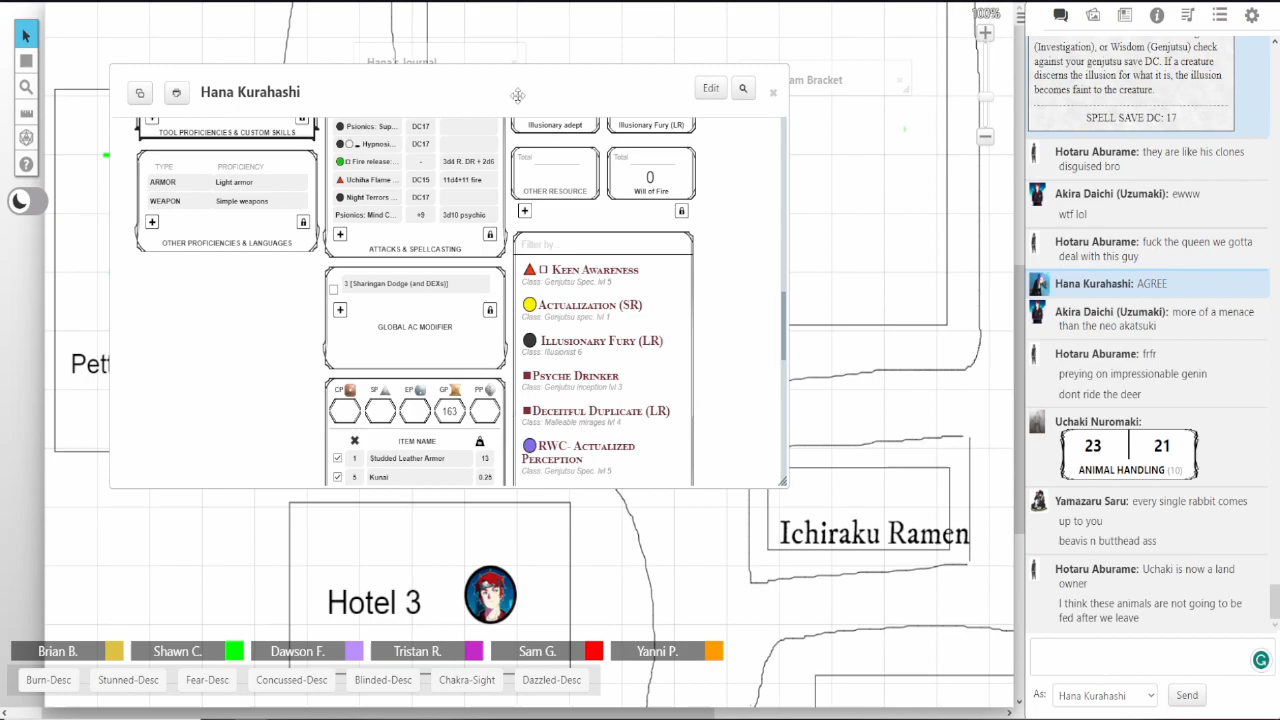 100%
Hana's Journal
am Bracket
Hana Kurahashi
Edit
TOOL PROFICIENCIES & CUSTOM SKILLS
TYPE PROFICIENCY
ARMOR Light armor
WEAPON Simple weapons
OTHER PROFICIENCIES & LANGUAGES
Psionics: Sup... DC17
Hypnosi... DC17
Fire release:... - 3d4 R. DR + 2d6
Uchiha Flame ... DC15 11d4+11 fire
Night Terrors ... DC17
Psionics: Mind C... +9 3d10 psychic
ATTACKS & SPELLCASTING
3 [Sharingan Dodge (and DEXs)]
GLOBAL AC MODIFIER
CP SP EP GP PP
163
ITEM NAME
1 Studded Leather Armor 13
5 Kunai 0.25
Illusionary adept
Illusionary Fury (LR)
Total
OTHER RESOURCE
Total
0
Will of Fire
Filter by ..
Keen Awareness
Class: Genjutsu Spec. lvl 5
Actualization (SR)
Class: Genjutsu spec. lvl 1
Illusionary Fury (LR)
Class: Illusionist 6
Psyche Drinker
Class: Genjutsu Inception lvl 3
Deceitful Duplicate (LR)
Class: Malleable mirages lvl 4
RWC- Actualized
Perception
Class: Genjutsu Spec. lvl 5
Pett
Hotel 3
Ichiraku Ramen
Brian B.
Shawn C.
Dawson F.
Tristan R.
Sam G.
Yanni P.
Burn-Desc
Stunned-Desc
Fear-Desc
Concussed-Desc
Blinded-Desc
Chakra-Sight
Dazzled-Desc
(Investigation), or Wisdom (Genjutsu) check
against your genjutsu save DC. If a creature
discerns the illusion for what it is, the illusion
becomes faint to the creature.
SPELL SAVE DC: 17
Hotaru Aburame: they are like his clones
disguised bro
Akira Daichi (Uzumaki): ewww
wtf lol
Hotaru Aburame: fuck the queen we gotta
deal with this guy
Hana Kurahashi: AGREE
Akira Daichi (Uzumaki): more of a menace
than the neo akatsuki
Hotaru Aburame: frfr
preying on impressionable genin
dont ride the deer
Uchaki Nuromaki:
23 | 21
ANIMAL HANDLING (10)
Yamazaru Saru: every single rabbit comes
up to you
beavis n butthead ass
Hotaru Aburame: Uchaki is now a land
owner
I think these animals are not going to be
fed after we leave
As: Hana Kurahashi Send